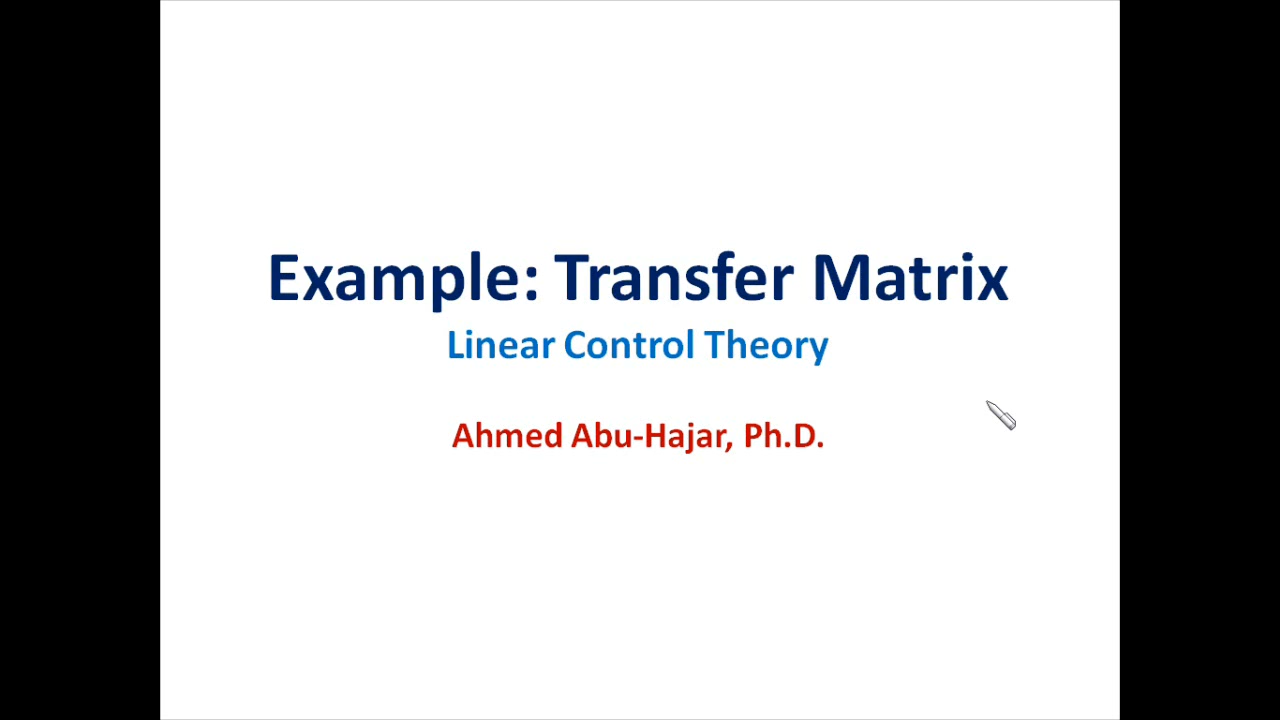 Example: Transfer Matrix
Linear Control Theory
Ahmed Abu-Hajar, Ph.D.